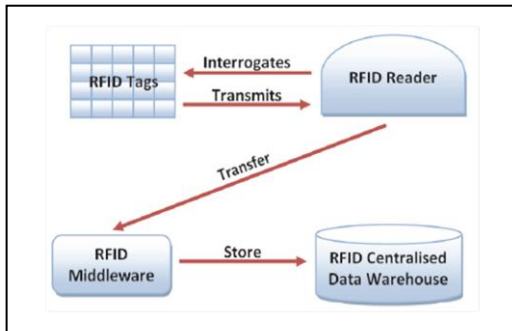 Interrogates
RFID Tags
RFID Reader
Transmits
Transfer
RFID
Middleware
Store
RFID Centralised
Data Warehouse